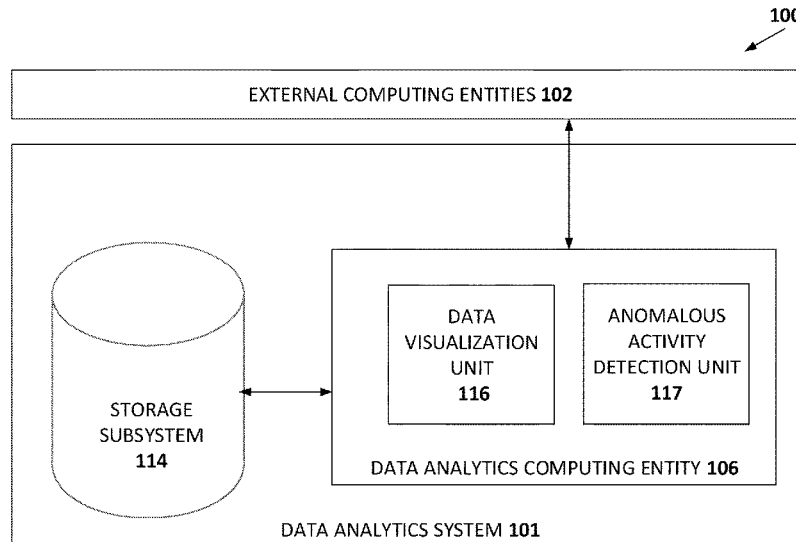 100
EXTERNAL COMPUTING ENTITIES 102
DATA
VISUALIZATION
UNIT
116
ANOMALOUS
ACTIVITY
DETECTION UNIT
117
STORAGE
SUBSYSTEM
114
DATA ANALYTICS COMPUTING ENTITY 106
DATA ANALYTICS SYSTEM 101